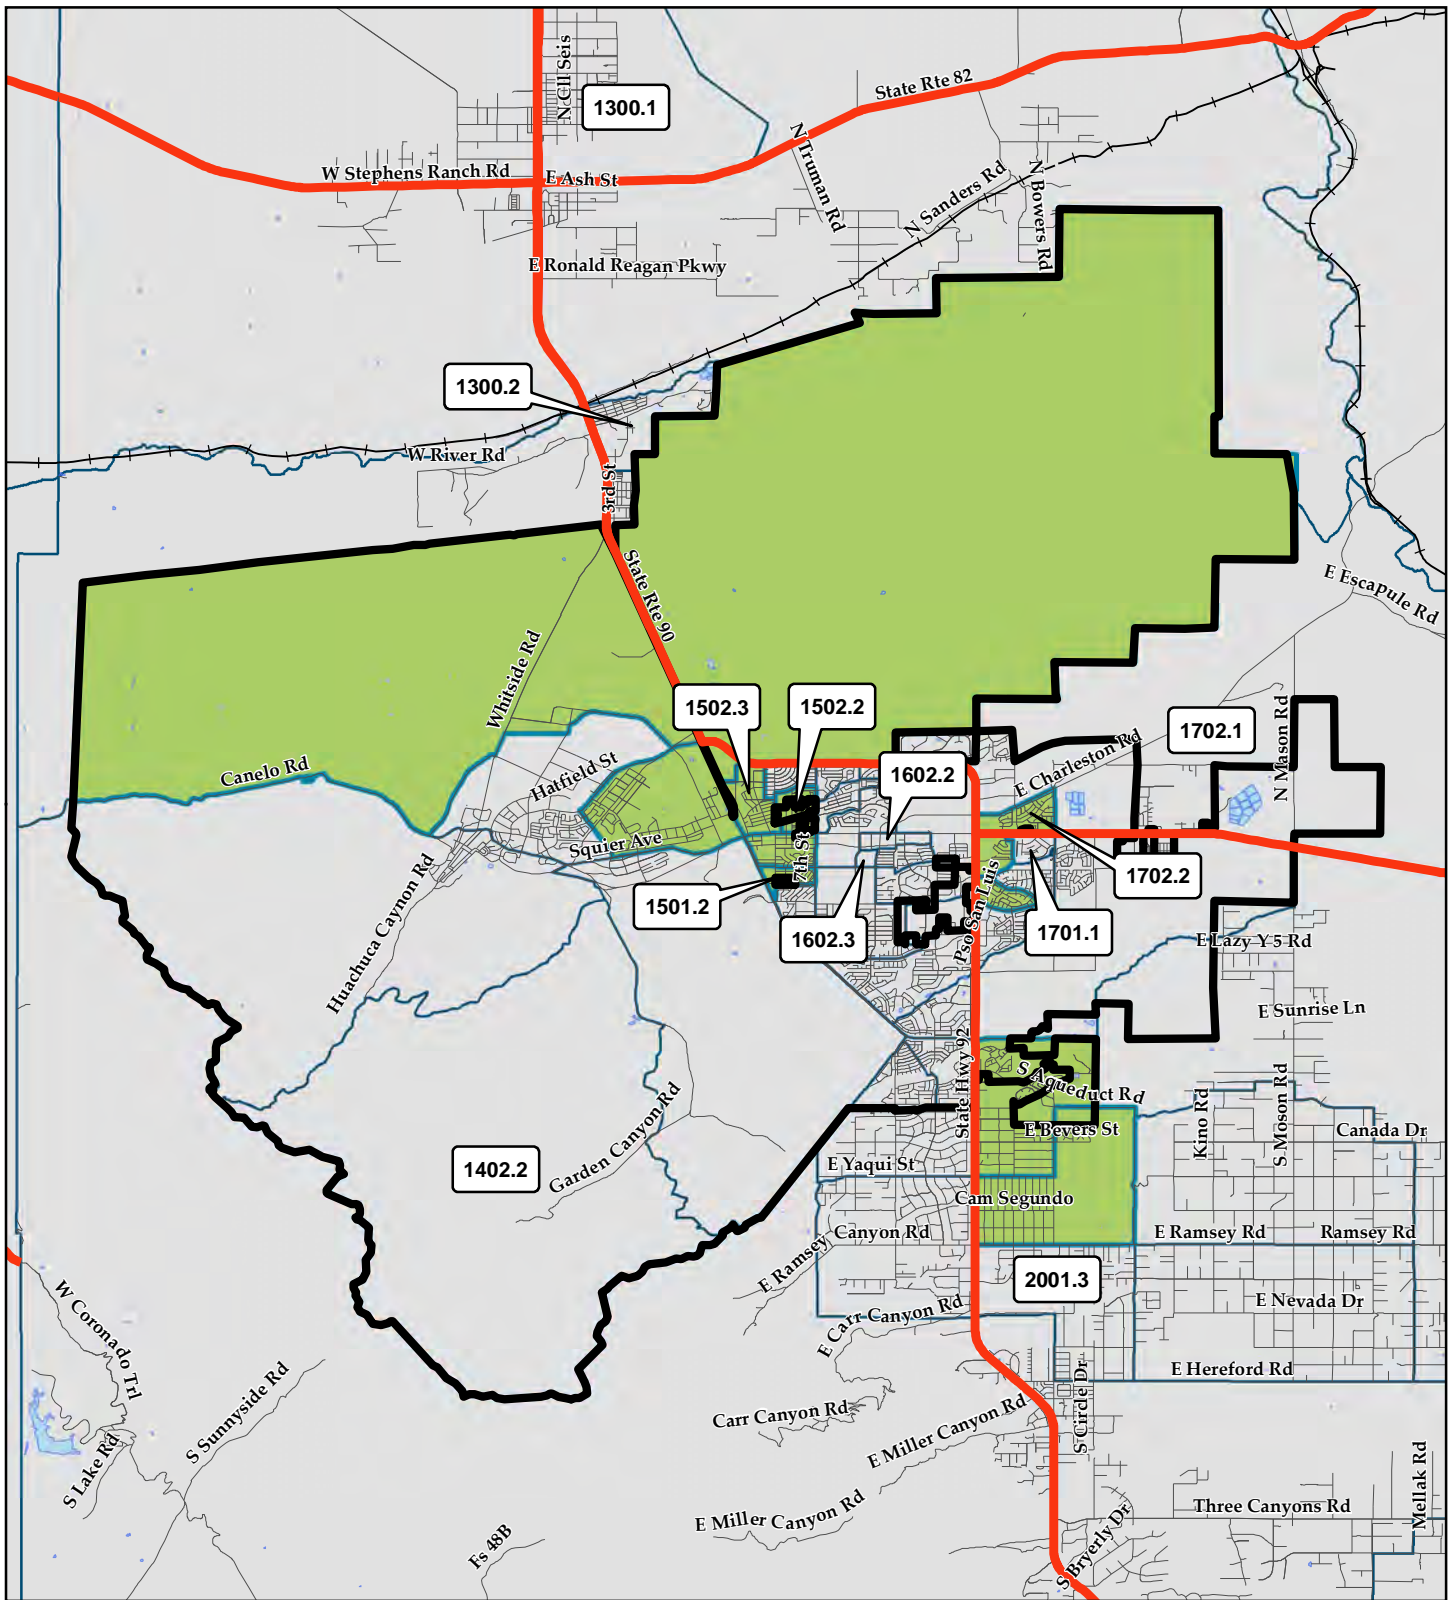 N Cll Seis
1300.1
State Rte 82
N Truman Rd
W Stephens Ranch Rd
E Ash St
N Sanders Rd
N Bowers Rd
E Ronald Reagan Pkwy
1300.2
W River Rd
3rd St
State Rte 90
E Escapule Rd
Whitside Rd
1502.3
1502.2
1702.1
N Mason Rd
E Charleston Rd
Canelo Rd
Hatfield St
1602.2
Squier Ave
7th St
1702.2
Pso San Luis
1501.2
1602.3
1701.1
Huachuca Caynon Rd
E Lazy Y 5 Rd
E Sunrise Ln
State Hwy 92
S Aqueduct Rd
Kino Rd
S Moson Rd
E Bevers St
Canada Dr
Garden Canyon Rd
1402.2
E Yaqui St
Cam Segundo
E Ramsey Canyon Rd
E Ramsey Rd
Ramsey Rd
2001.3
E Nevada Dr
W Coronado Trl
E Carr Canyon Rd
E Hereford Rd
S Sunnyside Rd
S Circle Dr
Carr Canyon Rd
E Miller Canyon Rd
S Lake Rd
Mellak Rd
E Miller Canyon Rd
Three Canyons Rd
Fs 48B
S Bryerly Dr